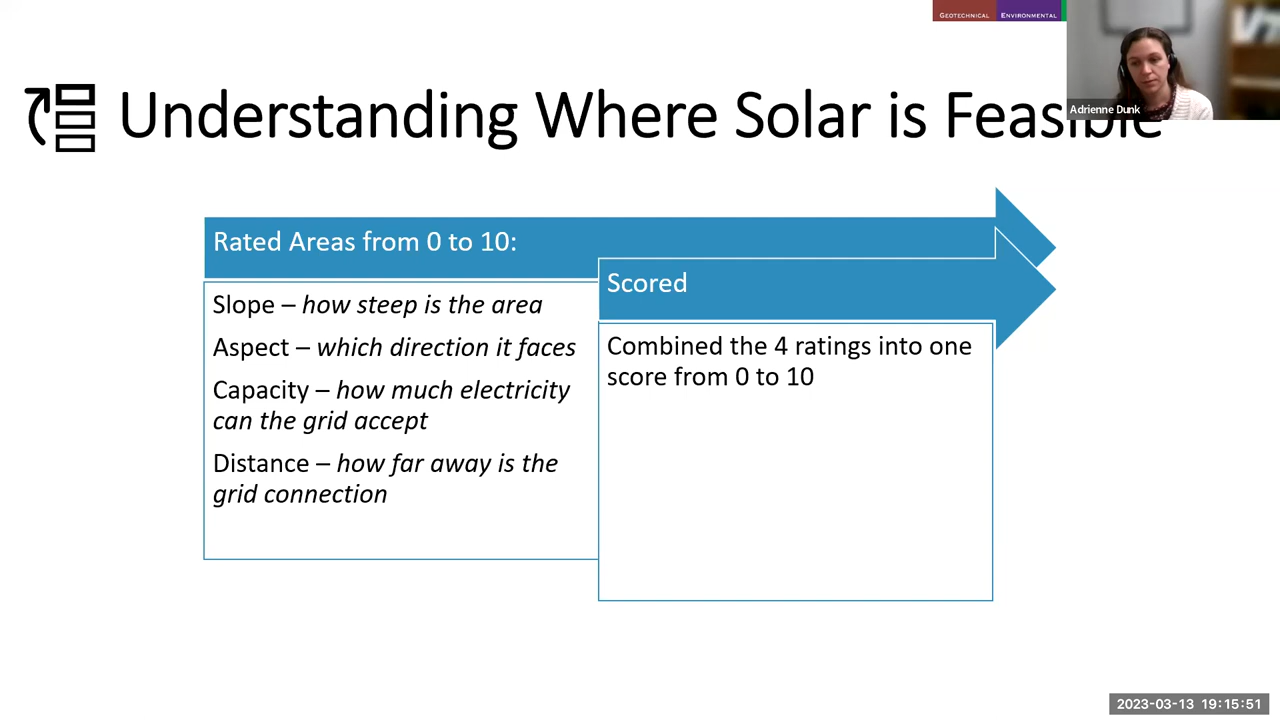 GEOTECHNICAL ENVIRONMENTAL
Adrienne Dunk
Understanding Where Solar is Feasible
Rated Areas from 0 to 10:
Slope – how steep is the area
Aspect – which direction it faces
Capacity – how much electricity
can the grid accept
Distance – how far away is the
grid connection
Scored
Combined the 4 ratings into one
score from 0 to 10
2023-03-13 19:15:51